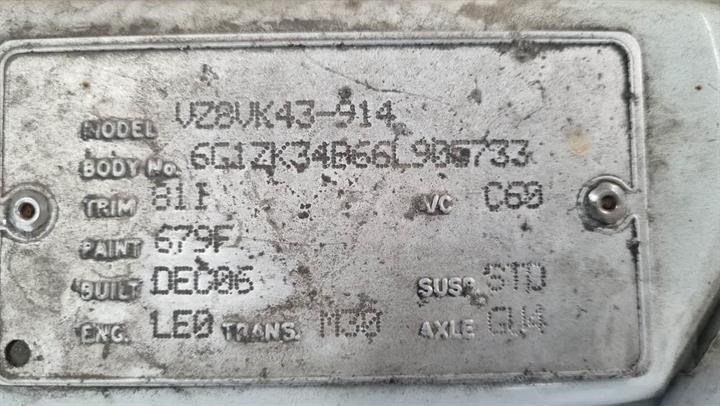 MODEL VZ8VK43-914
BODY No. 6G1ZK34B66L900733
TRIM 811 A/C C60
PAINT 679F
BUILT DEC06 SUSP. STD
ENG. LE0 TRANS. M30 AXLE GU4